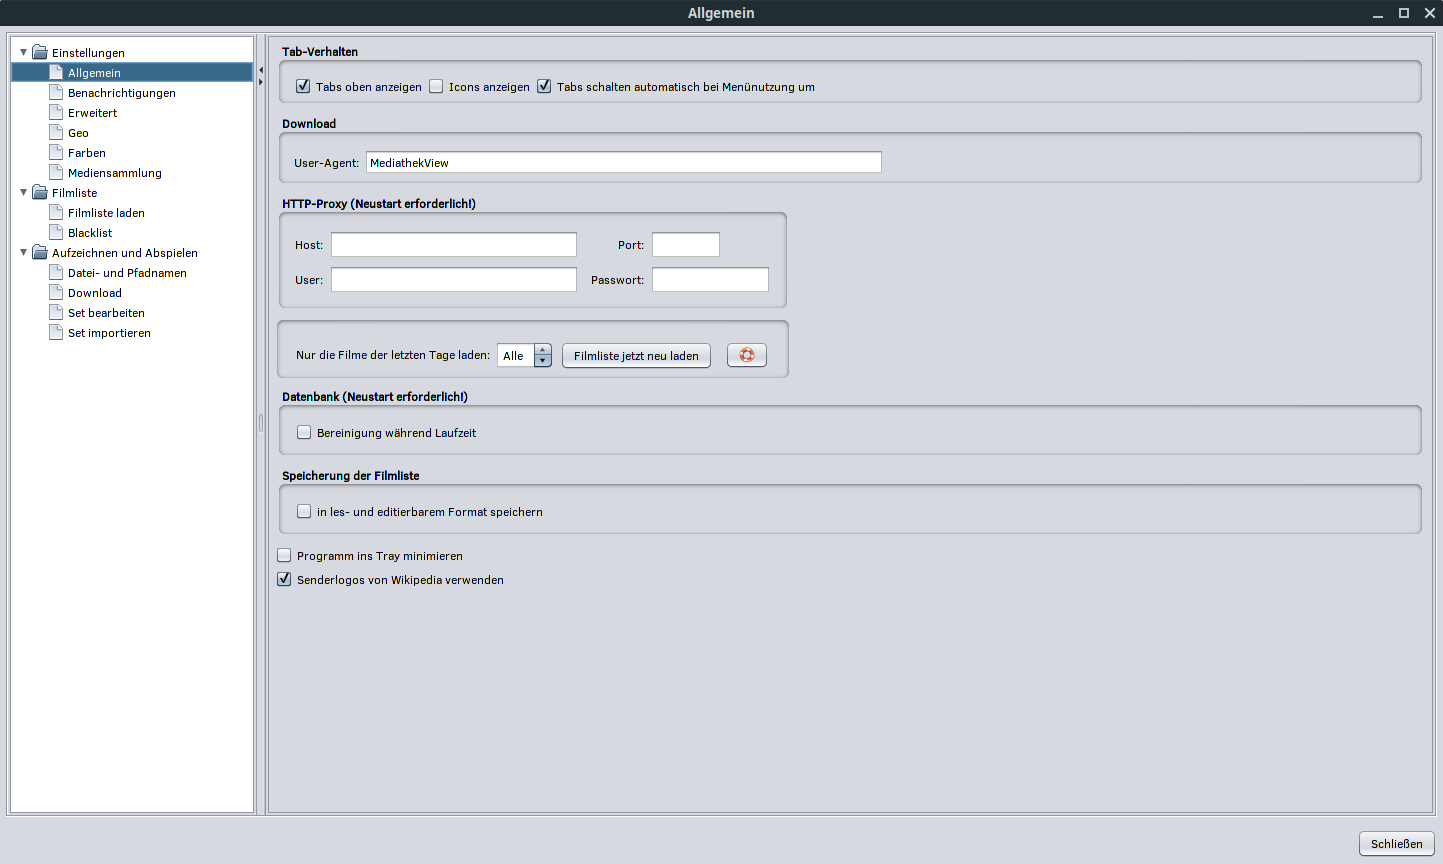 Allgemein
Einstellungen
Allgemein
Benachrichtigungen
Erweitert
Geo
Farben
Mediensammlung
Filmliste
Filmliste laden
Blacklist
Aufzeichnen und Abspielen
Datei- und Pfadnamen
Download
Set bearbeiten
Set importieren
Tab-Verhalten
Tabs oben anzeigen Icons anzeigen Tabs schalten automatisch bei Menünutzung um
Download
User-Agent: MediathekView
HTTP-Proxy (Neustart erforderlich!)
Host: Port:
User: Passwort:
Nur die Filme der letzten Tage laden: Alle Filmliste jetzt neu laden
Datenbank (Neustart erforderlich!)
Bereinigung während Laufzeit
Speicherung der Filmliste
in les- und editierbarem Format speichern
Programm ins Tray minimieren
Senderlogos von Wikipedia verwenden
Schließen